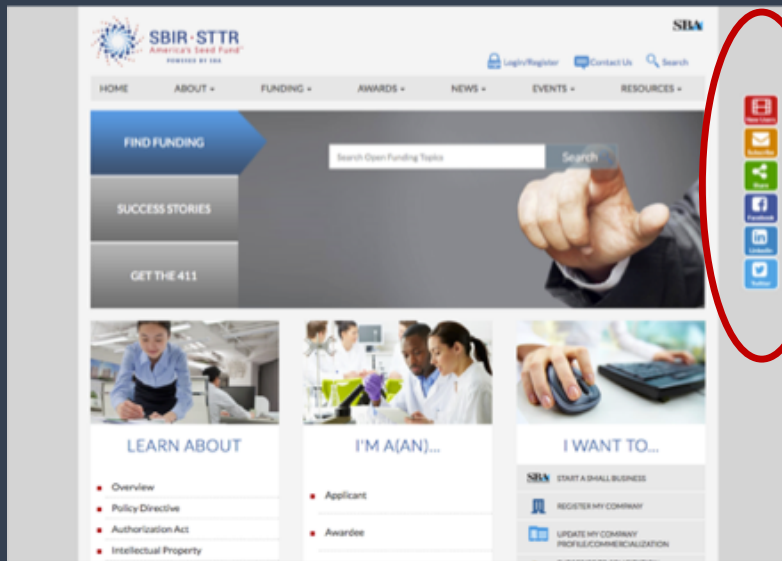 SBIR·STTR
America's Seed Fund™
POWERED BY SBA
SBA
Login/Register
Contact Us
Search
HOME
ABOUT
FUNDING
AWARDS
NEWS
EVENTS
RESOURCES
FIND FUNDING
SUCCESS STORIES
GET THE 411
Search Open Funding Topics
Search
New Users
Subscribe
Share
Facebook
LinkedIn
Twitter
LEARN ABOUT
Overview
Policy Directive
Authorization Act
Intellectual Property
I'M A(AN)...
Applicant
Awardee
I WANT TO...
SBA START A SMALL BUSINESS
REGISTER MY COMPANY
UPDATE MY COMPANY
PROFILE/COMMERCIALIZATION